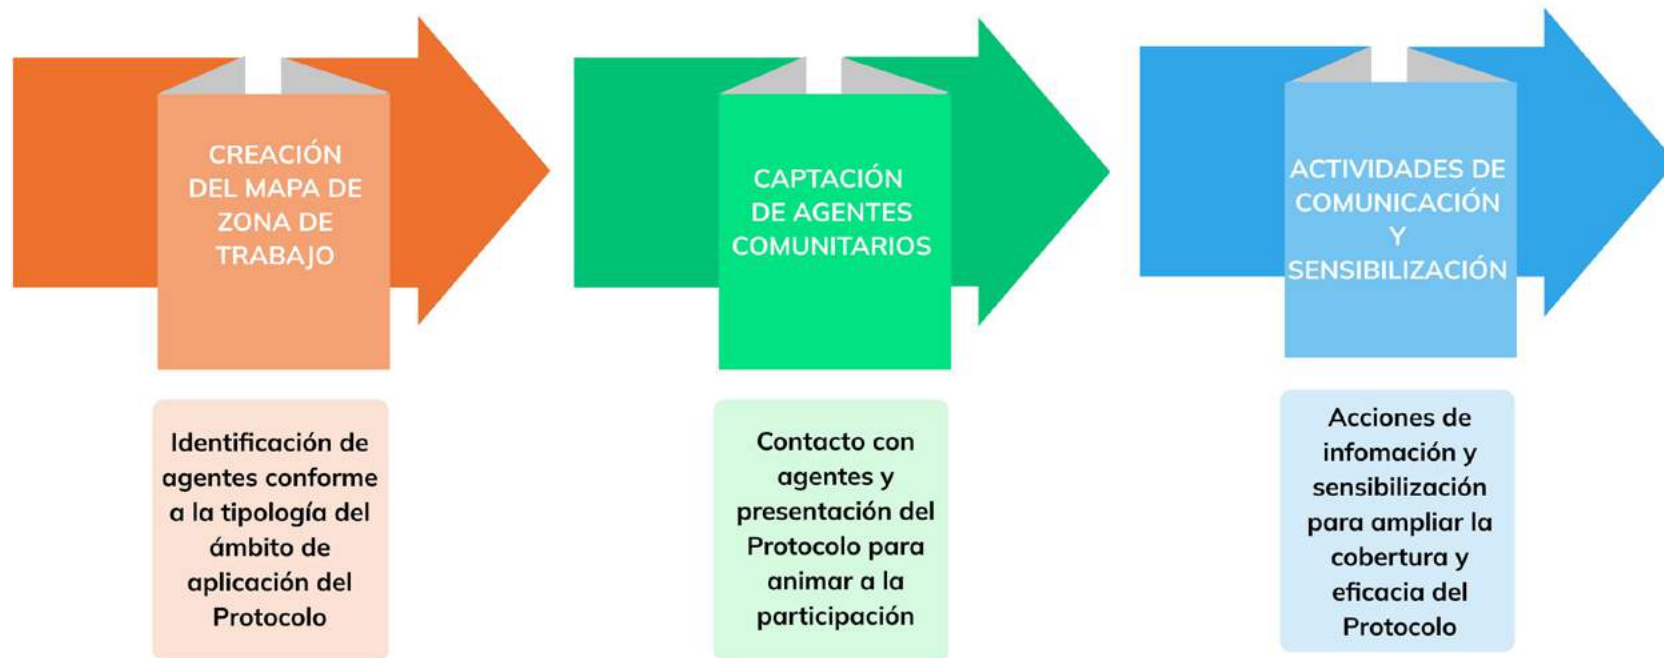 CREACIÓN
DEL MAPA DE
ZONA DE
TRABAJO
Identificación de
agentes conforme
a la tipología del
ámbito de
aplicación del
Protocolo
CAPTACIÓN
DE AGENTES
COMUNITARIOS
Contacto con
agentes y
presentación del
Protocolo para
animar a la
participación
ACTIVIDADES DE
COMUNICACIÓN
Y
SENSIBILIZACIÓN
Acciones de
infomación y
sensibilización
para ampliar la
cobertura y
eficacia del
Protocolo